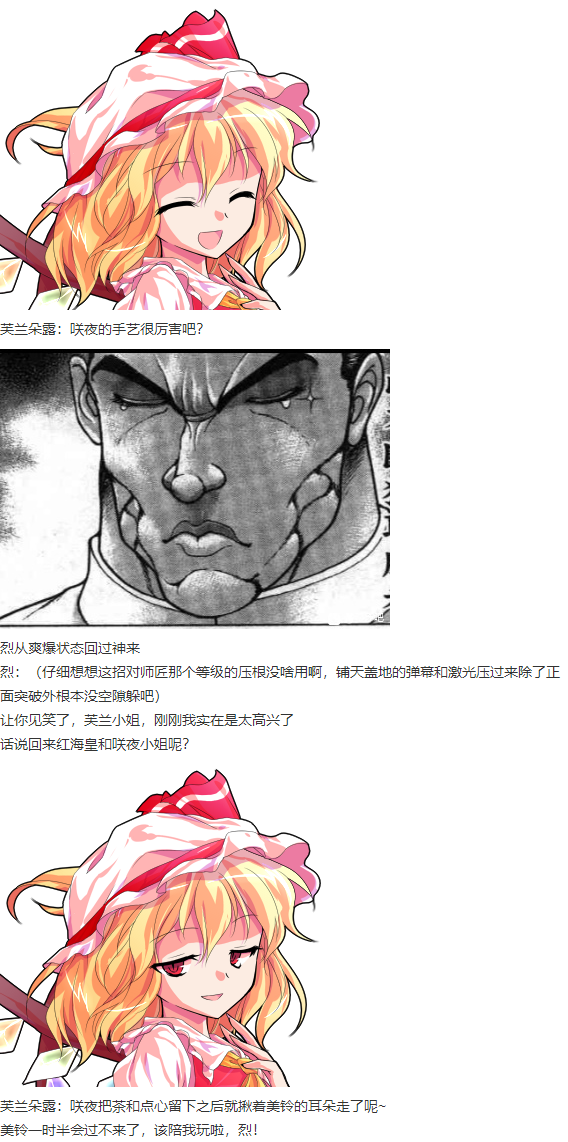 芙兰朵露：咲夜的手艺很厉害吧？
烈从爽爆状态回过神来
烈：（仔细想想这招对师匠那个等级的压根没啥用啊，铺天盖地的弹幕和激光压过来除了正
面突破外根本没空隙躲吧）
让你见笑了，芙兰小姐，刚刚我实在是太高兴了
话说回来红海皇和咲夜小姐呢？
芙兰朵露：咲夜把茶和点心留下之后就揪着美铃的耳朵走了呢~
美铃一时半会过不来了，该陪我玩啦，烈！